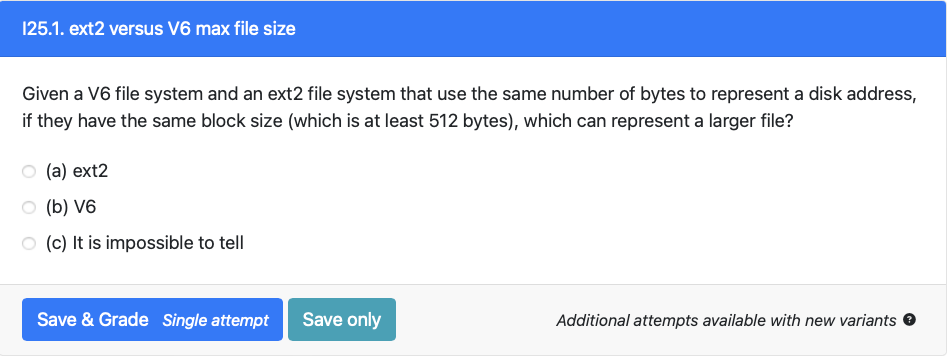 I25.1. ext2 versus V6 max file size
Given a V6 file system and an ext2 file system that use the same number of bytes to represent a disk address,
if they have the same block size (which is at least 512 bytes), which can represent a larger file?
(a) ext2
(b) V6
(c) It is impossible to tell
Save & Grade Single attempt Save only Additional attempts available with new variants ?